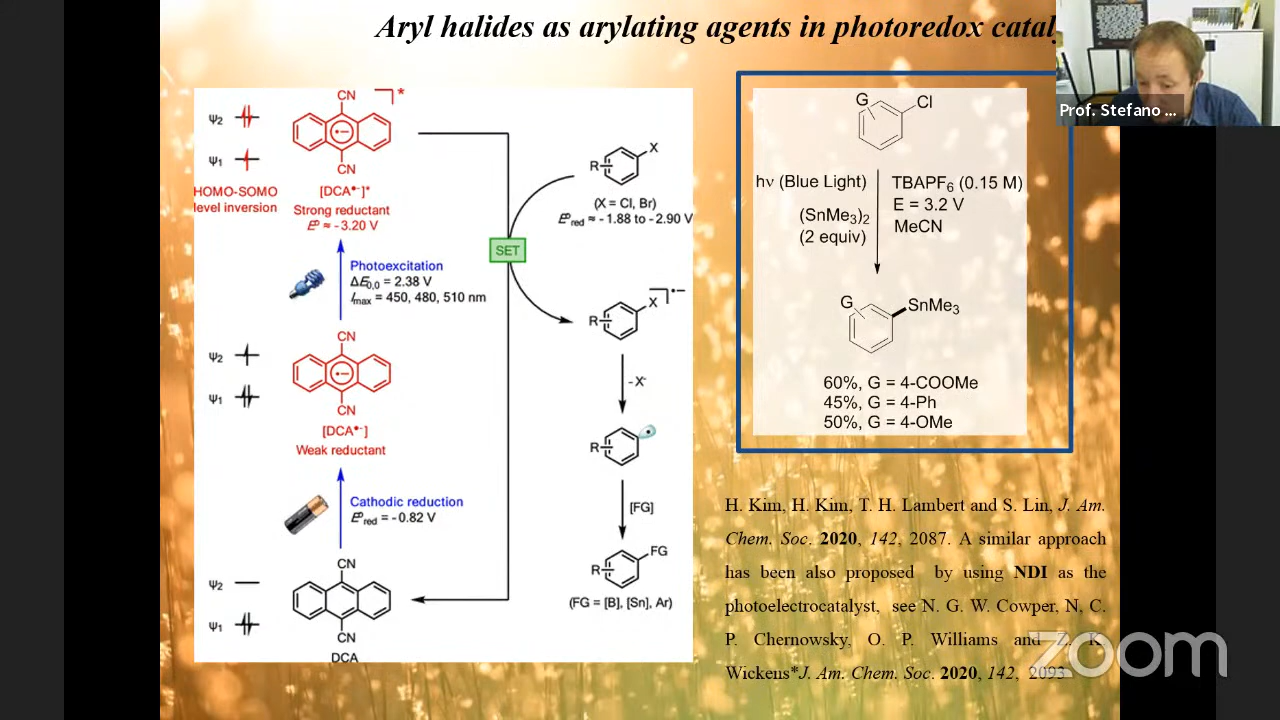 Aryl halides as arylating agents in photoredox catal
Prof. Stefano ...
CN
*
Ψ₂
Ψ₁
CN
HOMO-SOMO
level inversion
[DCA•-]*
Strong reductant
E° ≈ - 3.20 V
Photoexcitation
ΔE0,0 = 2.38 V
lmax = 450, 480, 510 nm
CN
Ψ₂
Ψ₁
CN
[DCA•-]
Weak reductant
Cathodic reduction
E°red = - 0.82 V
CN
Ψ₂
Ψ₁
CN
DCA
SET
R
X
(X = Cl, Br)
E°red ≈ - 1.88 to - 2.90 V
R
X
•−
- X-
R
[FG]
R
FG
(FG = [B], [Sn], Ar)
G
Cl
hν (Blue Light)
(SnMe₃)₂
(2 equiv)
TBAPF₆ (0.15 M)
E = 3.2 V
MeCN
G
SnMe₃
60%, G = 4-COOMe
45%, G = 4-Ph
50%, G = 4-OMe
H. Kim, H. Kim, T. H. Lambert and S. Lin, J. Am.
Chem. Soc. 2020, 142, 2087. A similar approach
has been also proposed by using NDI as the
photoelectrocatalyst, see N. G. W. Cowper, N. C.
P. Chernowsky, O. P. Williams and Z. K.
Wickens*J. Am. Chem. Soc. 2020, 142, 2093
zoom